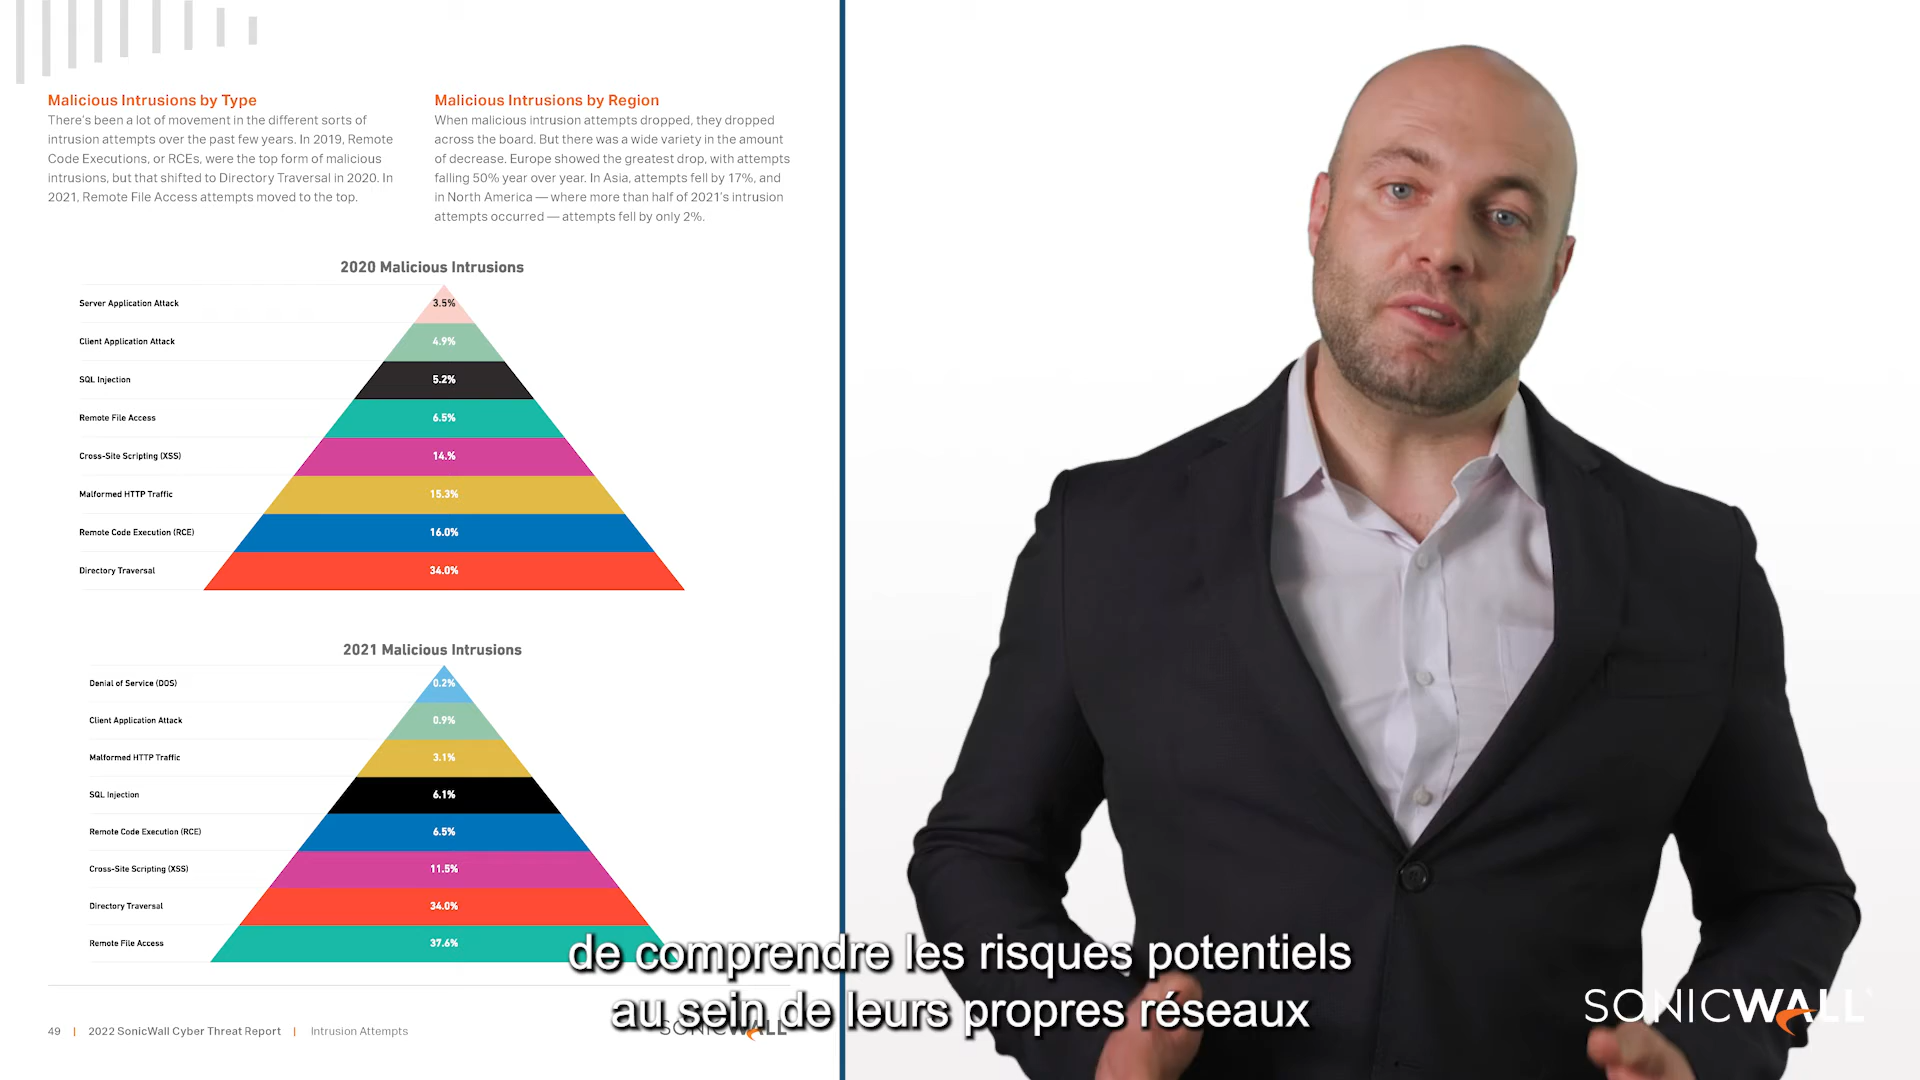 Malicious Intrusions by Type
There's been a lot of movement in the different sorts of
intrusion attempts over the past few years. In 2019, Remote
Code Executions, or RCEs, were the top form of malicious
intrusions, but that shifted to Directory Traversal in 2020. In
2021, Remote File Access attempts moved to the top.
Malicious Intrusions by Region
When malicious intrusion attempts dropped, they dropped
across the board. But there was a wide variety in the amount
of decrease. Europe showed the greatest drop, with attempts
falling 50% year over year. In Asia, attempts fell by 17%, and
in North America — where more than half of 2021's intrusion
attempts occurred — attempts fell by only 2%.
2020 Malicious Intrusions
Server Application Attack 3.5%
Client Application Attack 4.9%
SQL Injection 5.2%
Remote File Access 6.5%
Cross-Site Scripting (XSS) 14.%
Malformed HTTP Traffic 15.3%
Remote Code Execution (RCE) 16.0%
Directory Traversal 34.0%
2021 Malicious Intrusions
Denial of Service (DOS) 0.2%
Client Application Attack 0.9%
Malformed HTTP Traffic 3.1%
SQL Injection 6.1%
Remote Code Execution (RCE) 6.5%
Cross-Site Scripting (XSS) 11.5%
Directory Traversal 34.0%
Remote File Access 37.6%
49 | 2022 SonicWall Cyber Threat Report | Intrusion Attempts
SONICWALL
de comprendre les risques potentiels
au sein de leurs propres réseaux
SONICWALL